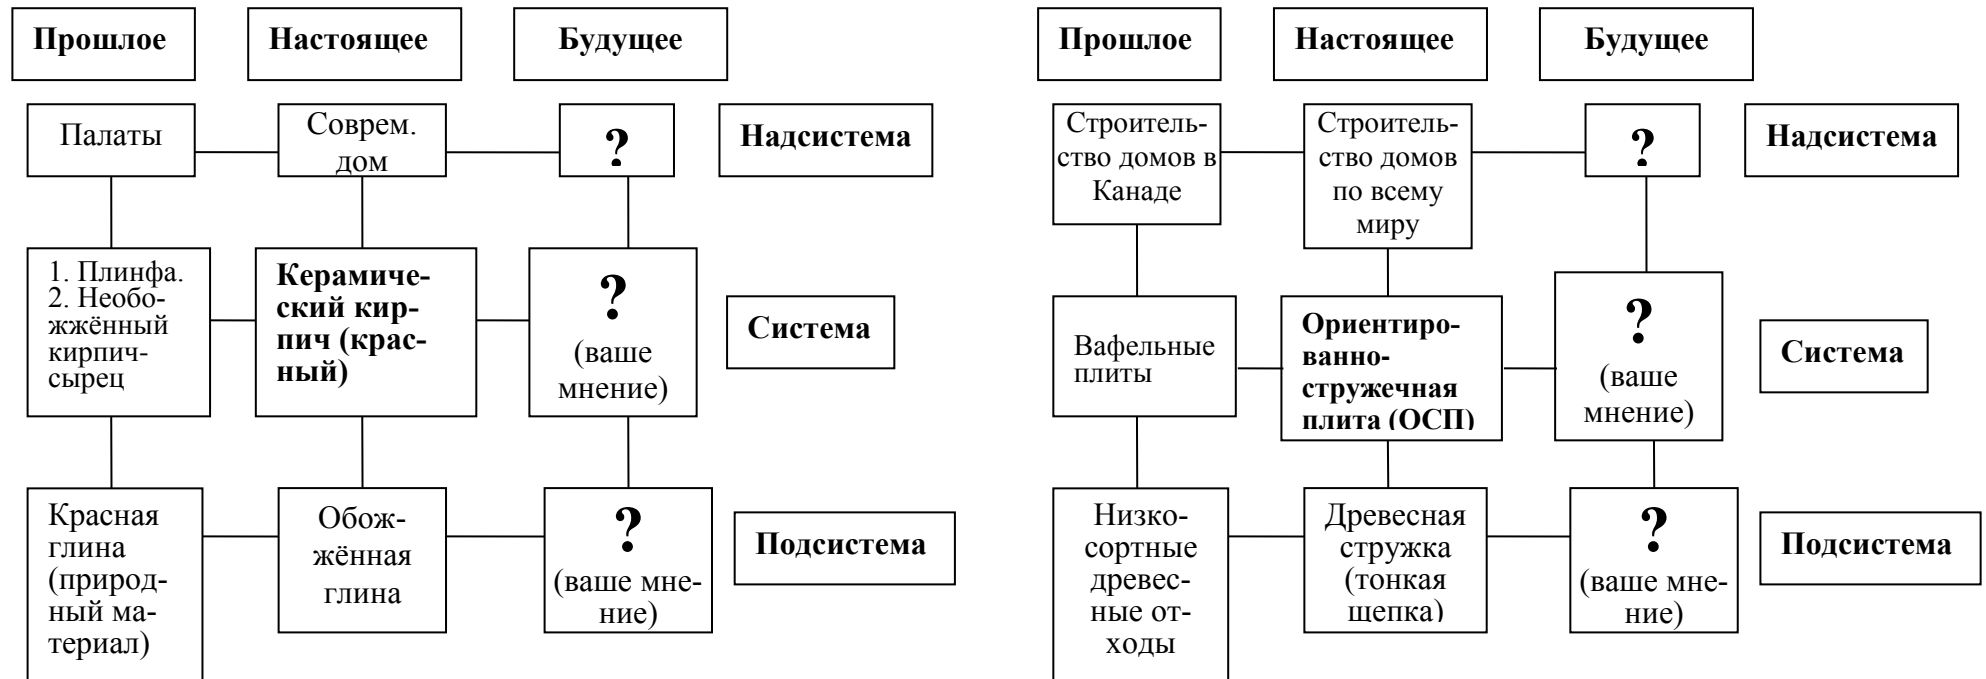 Прошлое
Настоящее
Будущее
Палаты
Соврем.
дом
?
Надсистема
1. Плинфа.
2. Необо-
жжённый
кирпич-
сырец
Керамиче-
ский кир-
пич (крас-
ный)
?
(ваше
мнение)
Система
Красная
глина
(природ-
ный ма-
териал)
Обож-
жённая
глина
?
(ваше мне-
ние)
Подсистема
Прошлое
Настоящее
Будущее
Строитель-
ство домов в
Канаде
Строитель-
ство домов
по всему
миру
?
Надсистема
Вафельные
плиты
Ориентиро-
ванно-
стружечная
плита (ОСП)
?
(ваше
мнение)
Система
Низко-
сортные
древес-
ные от-
ходы
Древесная
стружка
(тонкая
щепка)
?
(ваше мне-
ние)
Подсистема